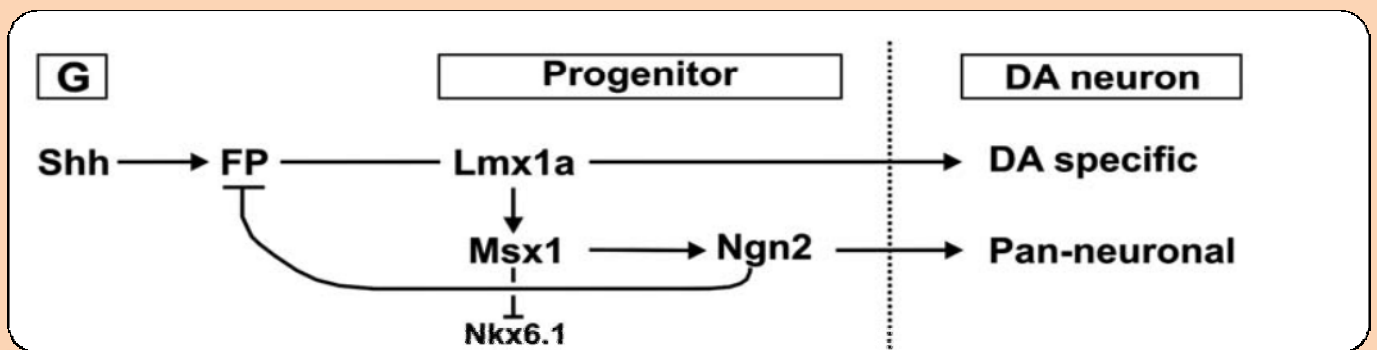 G Progenitor DA neuron
Shh FP Lmx1a DA specific
Msx1 Ngn2 Pan-neuronal
Nkx6.1